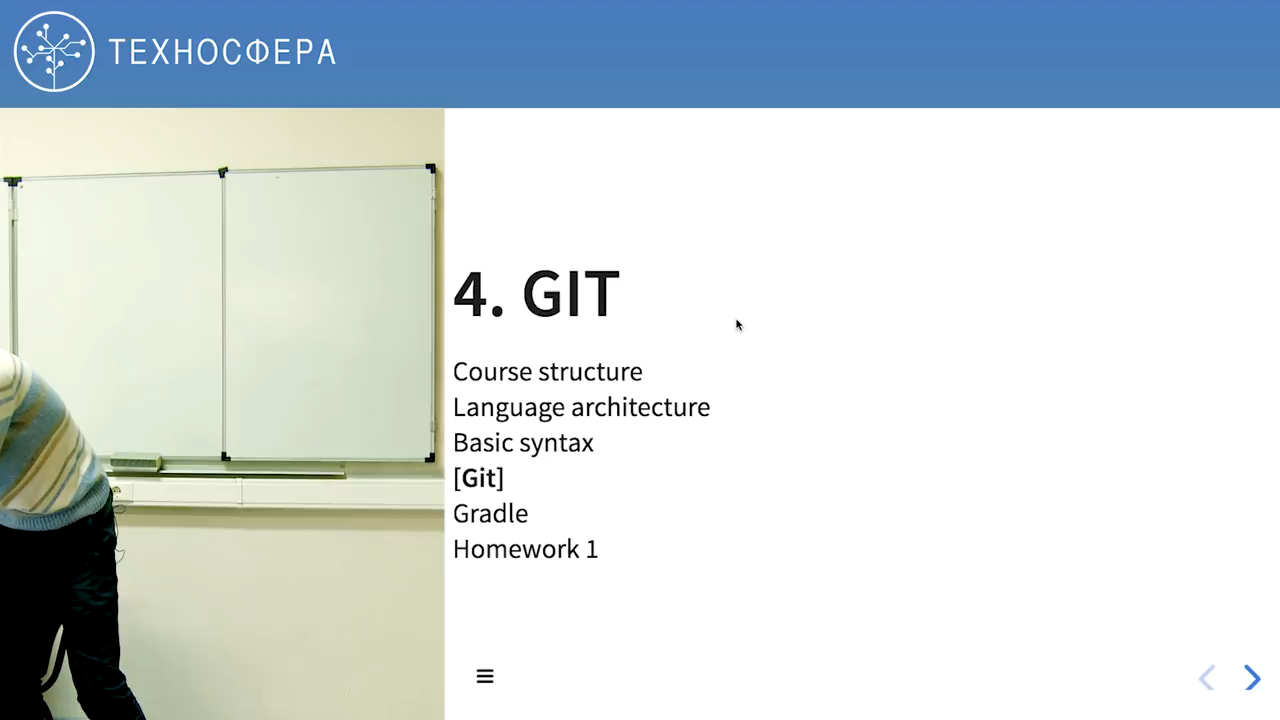 ТЕХНОСФЕРА
4. GIT
Course structure
Language architecture
Basic syntax
[Git]
Gradle
Homework 1